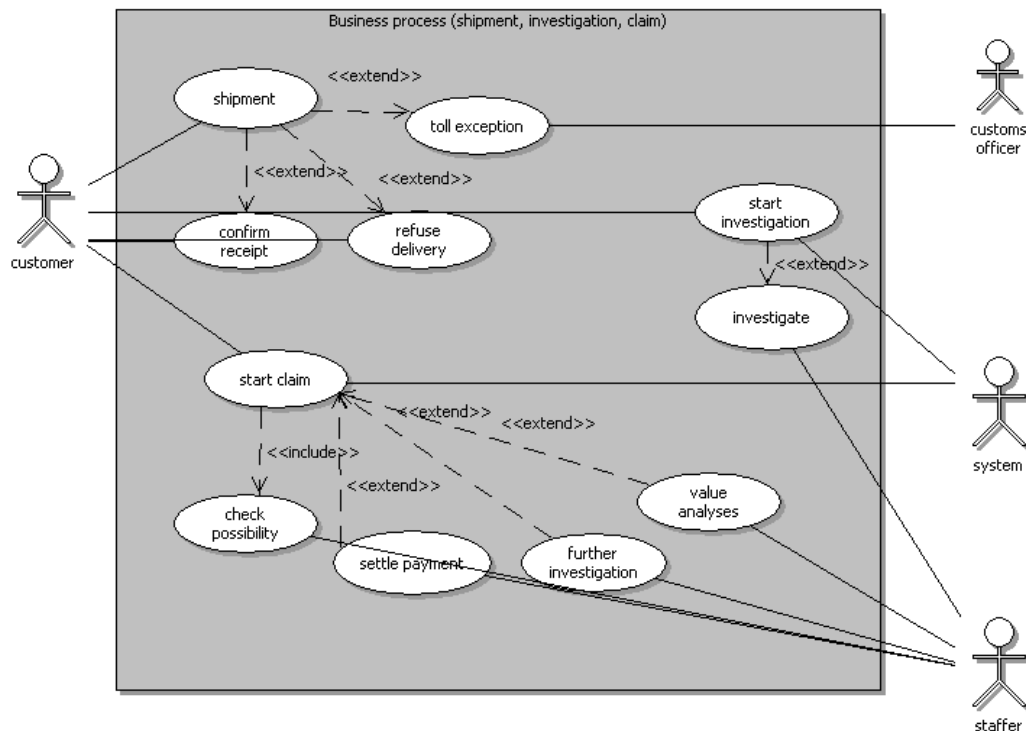 Business process (shipment, investigation, claim)
<<extend>>
shipment
toll exception
customs
officer
<<extend>>
<<extend>>
customer
confirm
receipt
refuse
delivery
start
investigation
<<extend>>
investigate
start claim
<<extend>>
<<extend>>
<<include>>
<<extend>>
system
check
possibility
settle payment
further
investigation
value
analyses
staffer